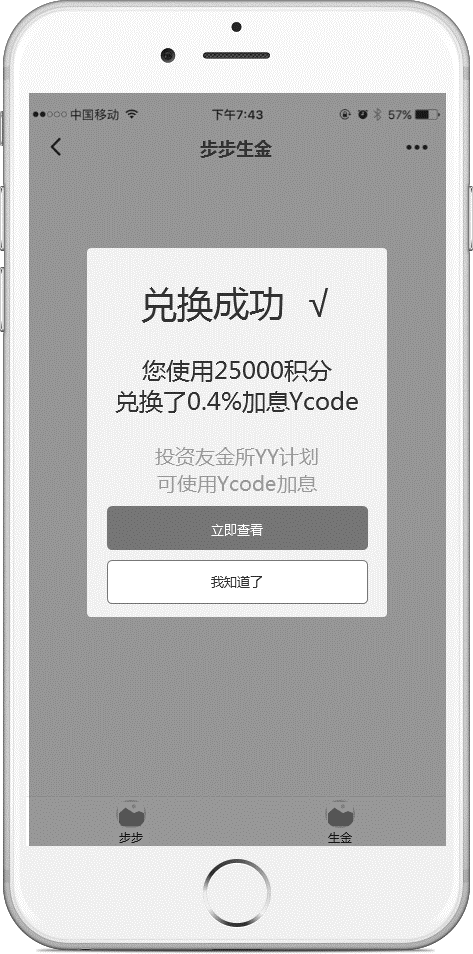 中国移动
下午7:43
57%
步步生金
兑换成功 √
您使用25000积分
兑换了0.4%加息Ycode
投资友金所YY计划
可使用Ycode加息
立即查看
我知道了
步步
生金